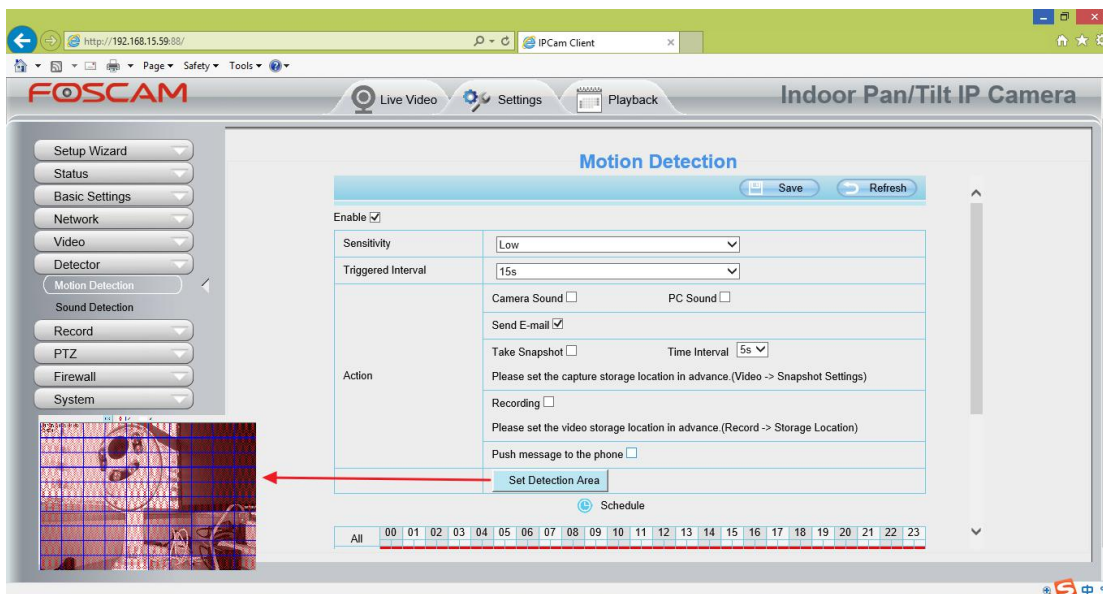 http://192.168.15.59:88/
IPCam Client
Page Safety Tools
FOSCAM
Live Video Settings Playback
Indoor Pan/Tilt IP Camera
Setup Wizard
Status
Basic Settings
Network
Video
Detector
Motion Detection
Sound Detection
Record
PTZ
Firewall
System
Motion Detection
Save Refresh
Enable
Sensitivity Low
Triggered Interval 15s
Action
Camera Sound PC Sound
Send E-mail
Take Snapshot Time Interval 5s
Please set the capture storage location in advance.(Video -> Snapshot Settings)
Recording
Please set the video storage location in advance.(Record -> Storage Location)
Push message to the phone
Set Detection Area
Schedule
All 00 01 02 03 04 05 06 07 08 09 10 11 12 13 14 15 16 17 18 19 20 21 22 23
中